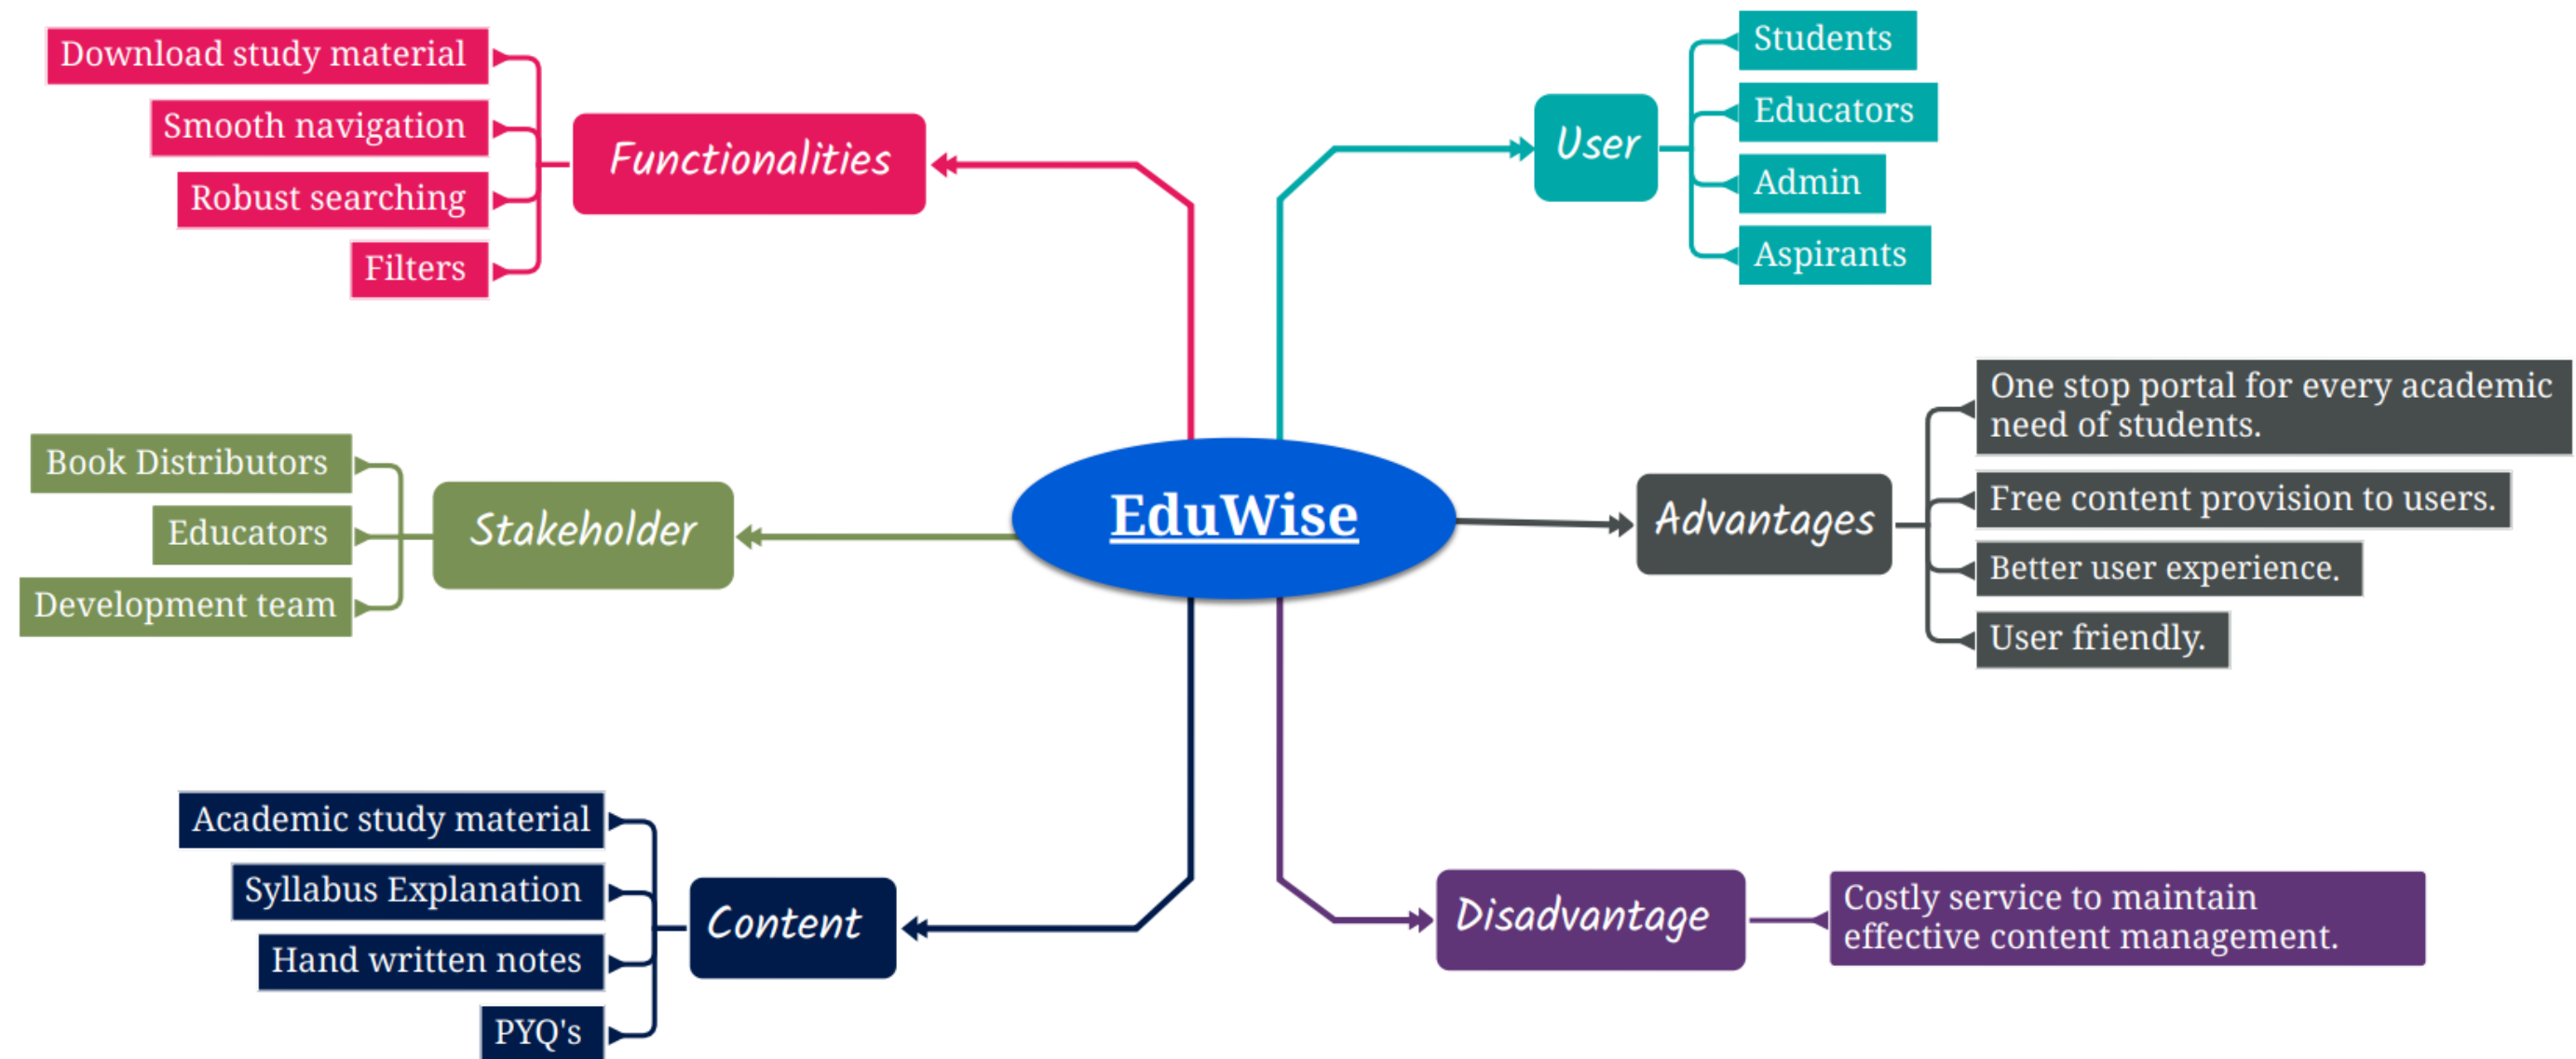 Download study material
Smooth navigation
Robust searching
Filters
Functionalities
User
Students
Educators
Admin
Aspirants
Book Distributors
Educators
Development team
Stakeholder
EduWise
Advantages
One stop portal for every academic
need of students.
Free content provision to users.
Better user experience.
User friendly.
Academic study material
Syllabus Explanation
Hand written notes
PYQ's
Content
Disadvantage
Costly service to maintain
effective content management.